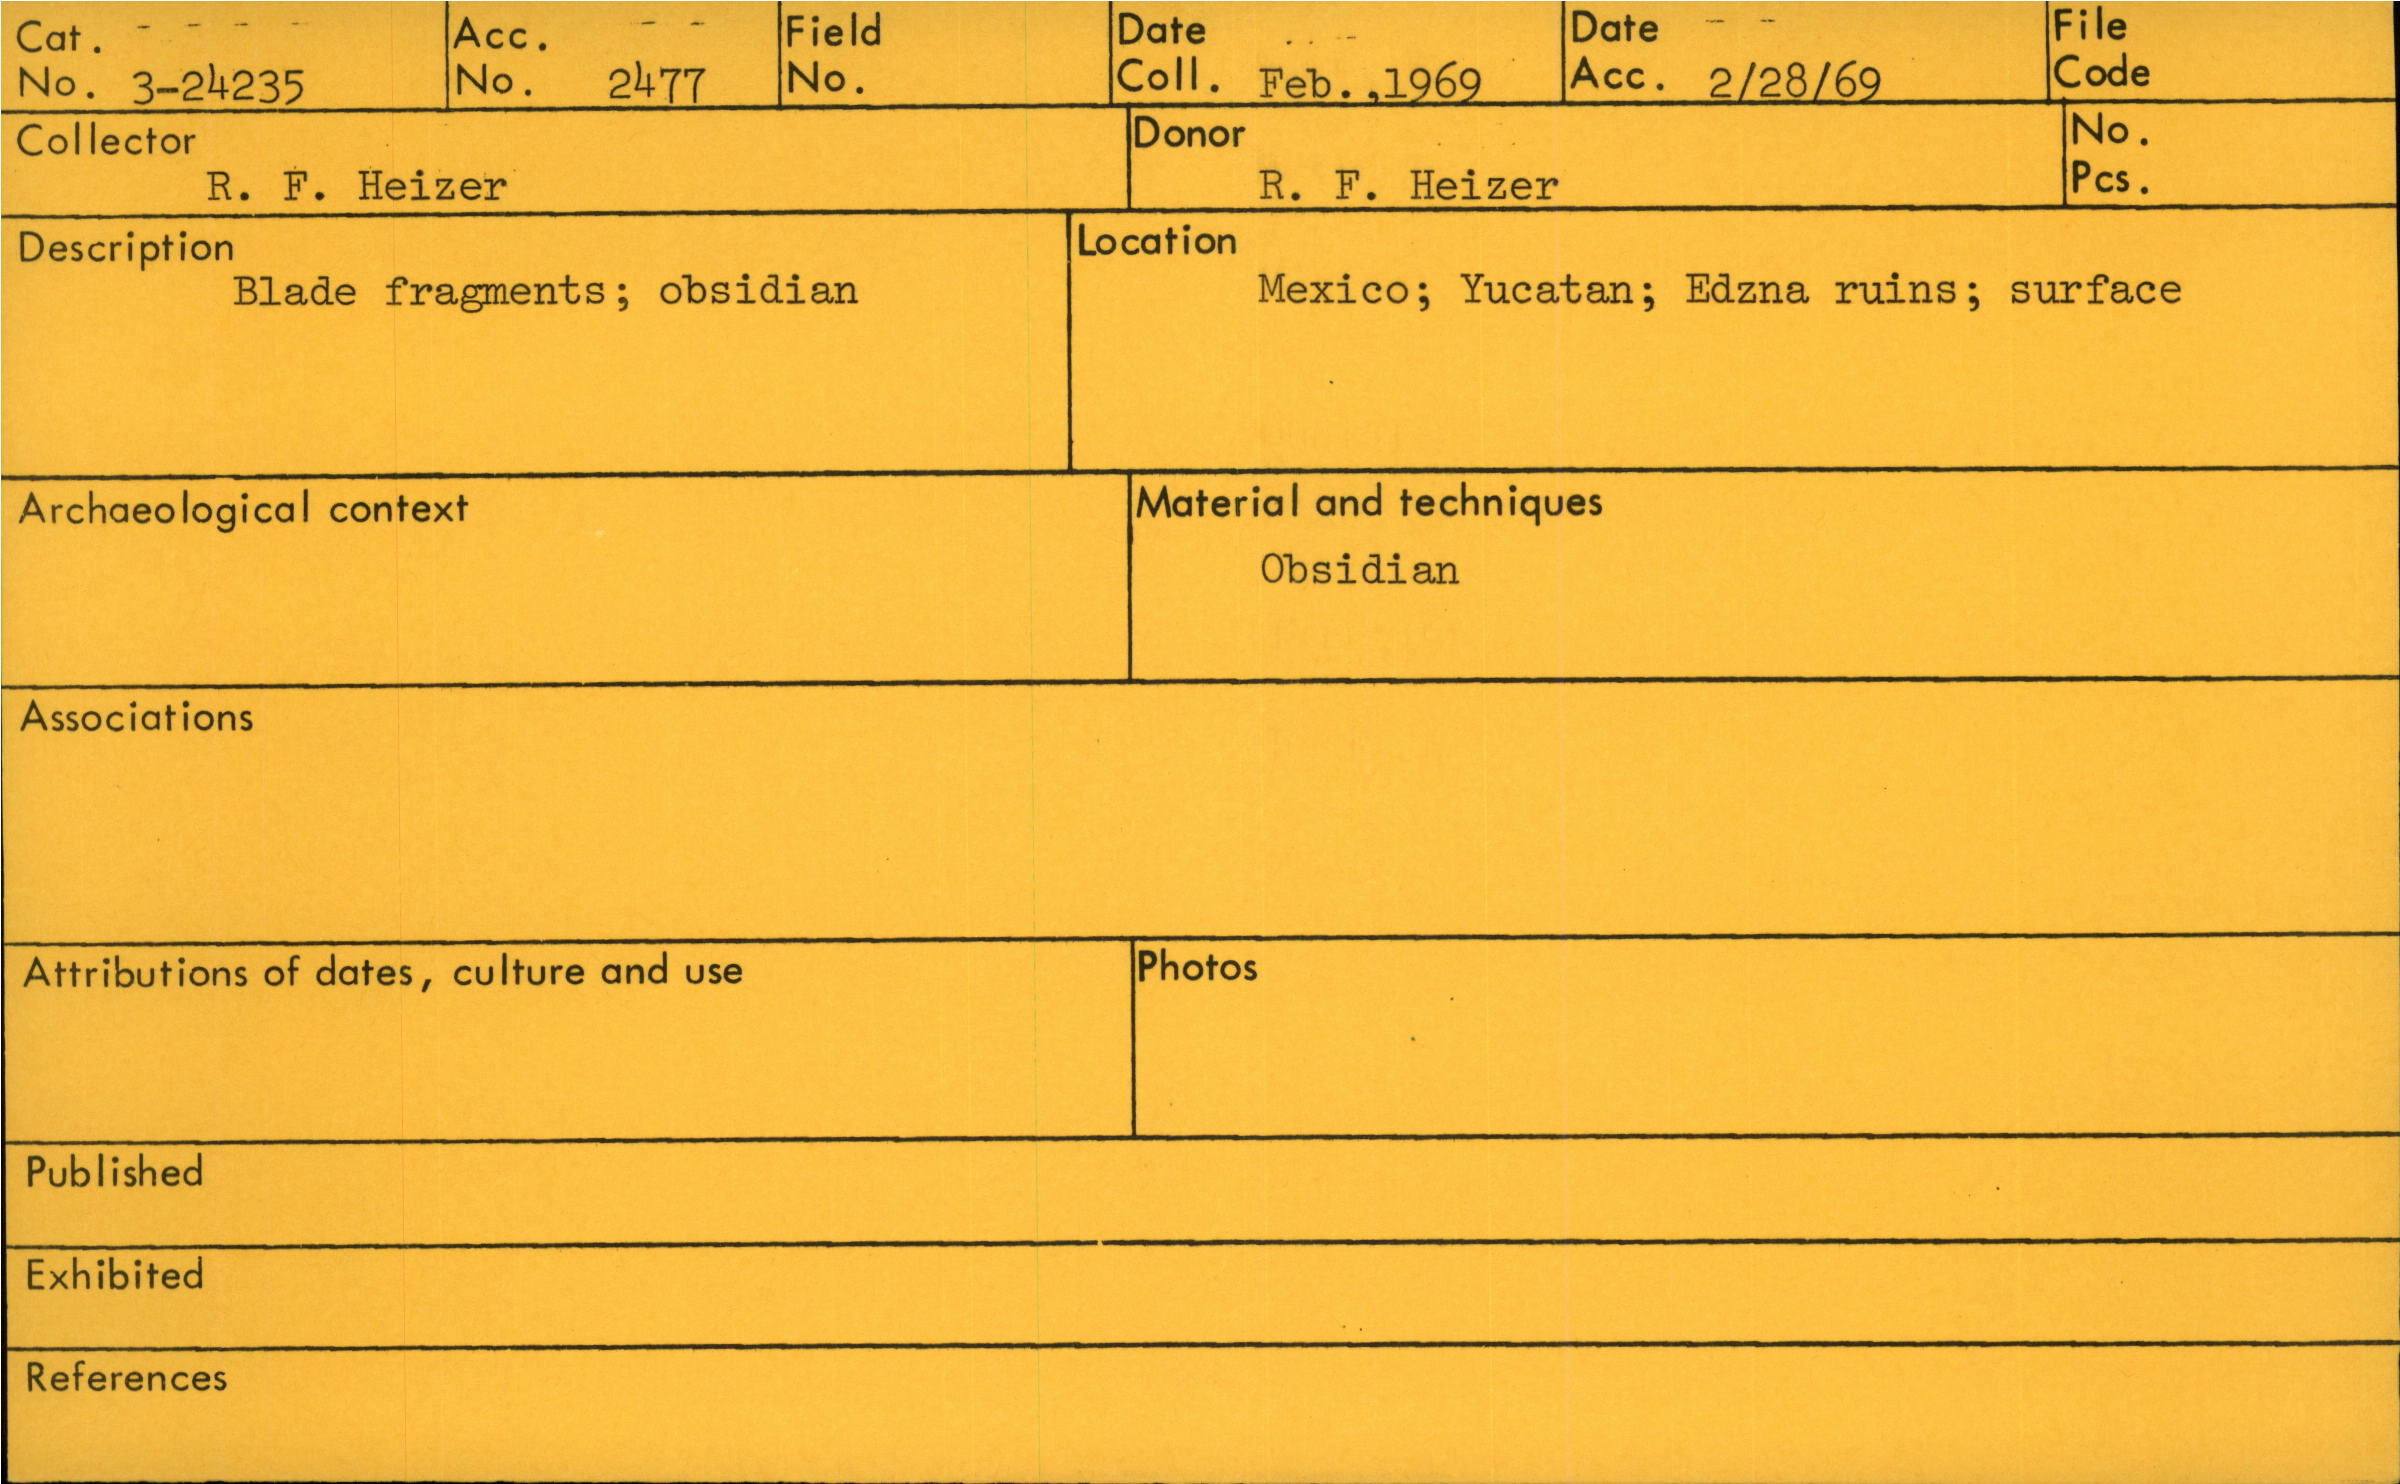 Cat. Acc. Field Date Date File
No. 3-24235 No. 2477 No. Coll. Feb.,1969 Acc. 2/28/69 Code
Collector Donor No.
R. F. Heizer R. F. Heizer Pcs.
Description Location
Blade fragments; obsidian Mexico; Yucatan; Edzna ruins; surface
Archaeological context Material and techniques
Obsidian
Associations
Attributions of dates, culture and use Photos
Published
Exhibited
References